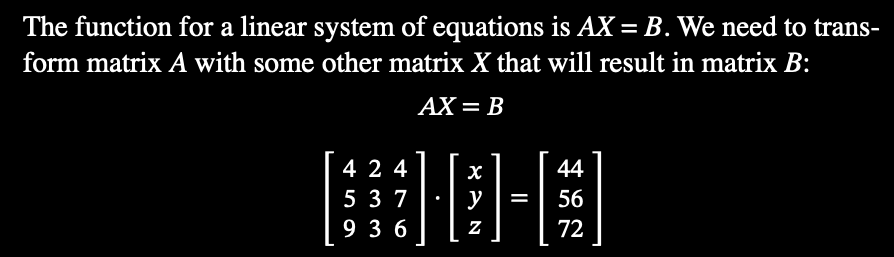 The function for a linear system of equations is AX = B. We need to trans-
form matrix A with some other matrix X that will result in matrix B:
AX = B
4 2 4   x   44
5 3 7 · y = 56
9 3 6   z   72